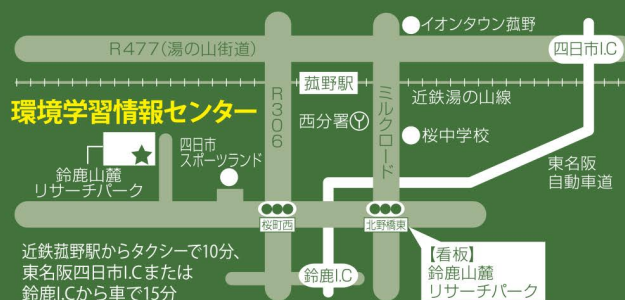 イオンタウン菰野
R477(湯の山街道)
四日市I.C
菰野駅
近鉄湯の山線
環境学習情報センター
R306
ミルクロード
西分署
桜中学校
四日市
スポーツランド
鈴鹿山麓
リサーチパーク
東名阪
自動車道
桜町西
北野橋東
近鉄菰野駅からタクシーで10分、
東名阪四日市I.Cまたは
鈴鹿I.Cから車で15分
鈴鹿I.C
【看板】
鈴鹿山麓
リサーチパーク